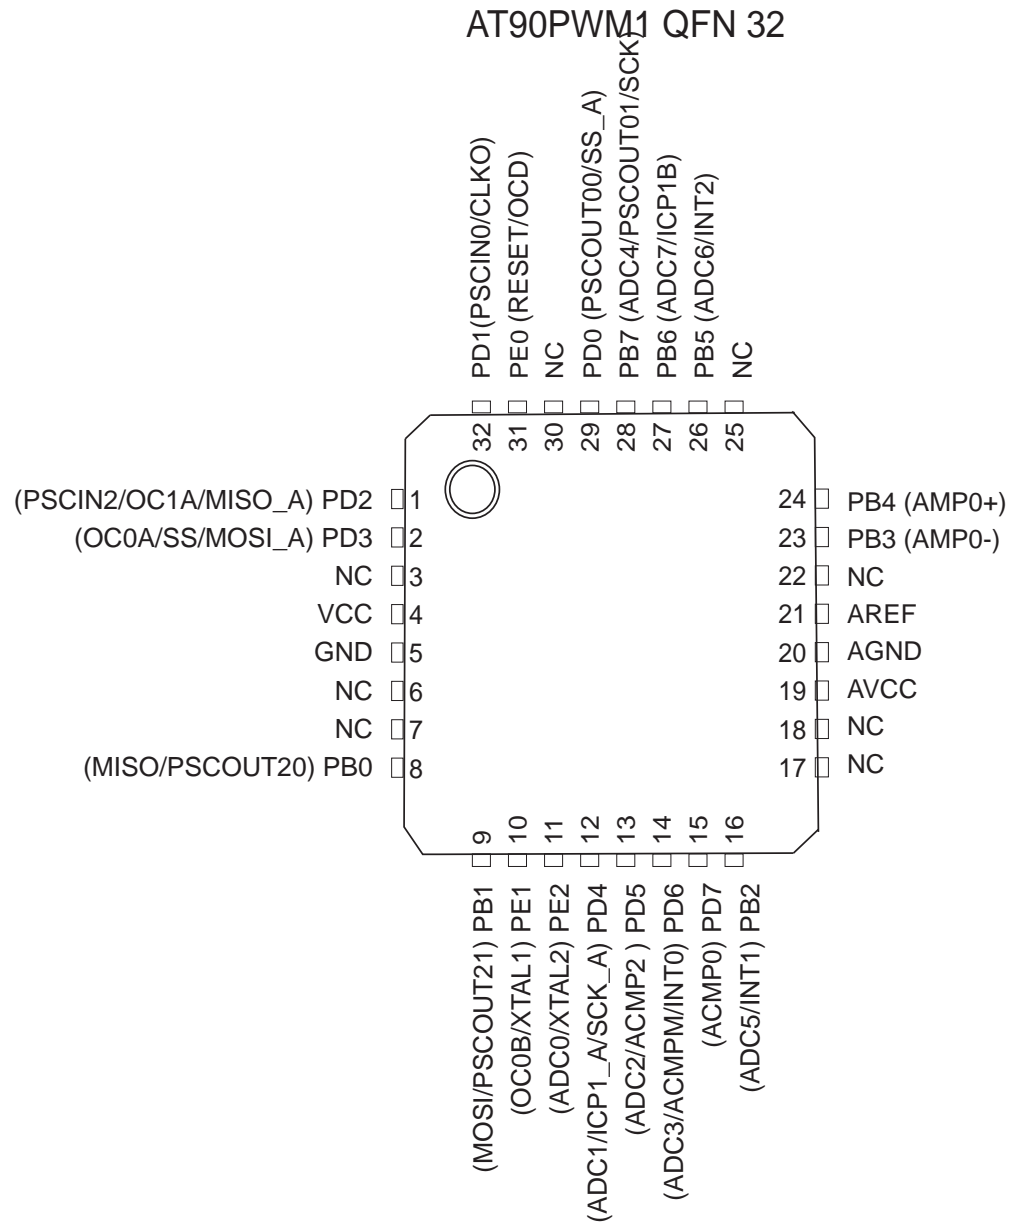 AT90PWM1 QFN 32
PD1(PSCIN0/CLKO)
PE0 (RESET/OCD)
NC
PD0 (PSCOUT00/SS_A)
PB7 (ADC4/PSCOUT01/SCK)
PB6 (ADC7/ICP1B)
PB5 (ADC6/INT2)
NC
32
31
30
29
28
27
26
25
(PSCIN2/OC1A/MISO_A) PD2 1
(OC0A/SS/MOSI_A) PD3 2
NC 3
VCC 4
GND 5
NC 6
NC 7
(MISO/PSCOUT20) PB0 8
24 PB4 (AMP0+)
23 PB3 (AMP0-)
22 NC
21 AREF
20 AGND
19 AVCC
18 NC
17 NC
9
10
11
12
13
14
15
16
(MOSI/PSCOUT21) PB1
(OC0B/XTAL1) PE1
(ADC0/XTAL2) PE2
(ADC1/ICP1_A/SCK_A) PD4
(ADC2/ACMP2 ) PD5
(ADC3/ACMPM/INT0) PD6
(ACMP0) PD7
(ADC5/INT1) PB2